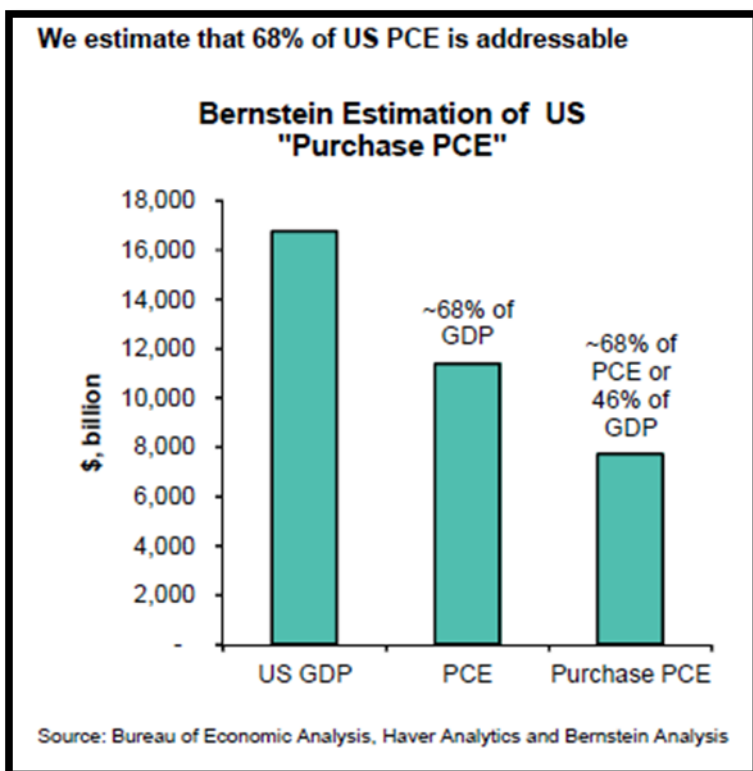 We estimate that 68% of US PCE is addressable
Bernstein Estimation of US
"Purchase PCE"
$, billion
18,000
16,000
14,000
12,000
10,000
8,000
6,000
4,000
2,000
-
~68% of
GDP
~68% of
PCE or
46% of
GDP
US GDP
PCE
Purchase PCE
Source: Bureau of Economic Analysis, Haver Analytics and Bernstein Analysis